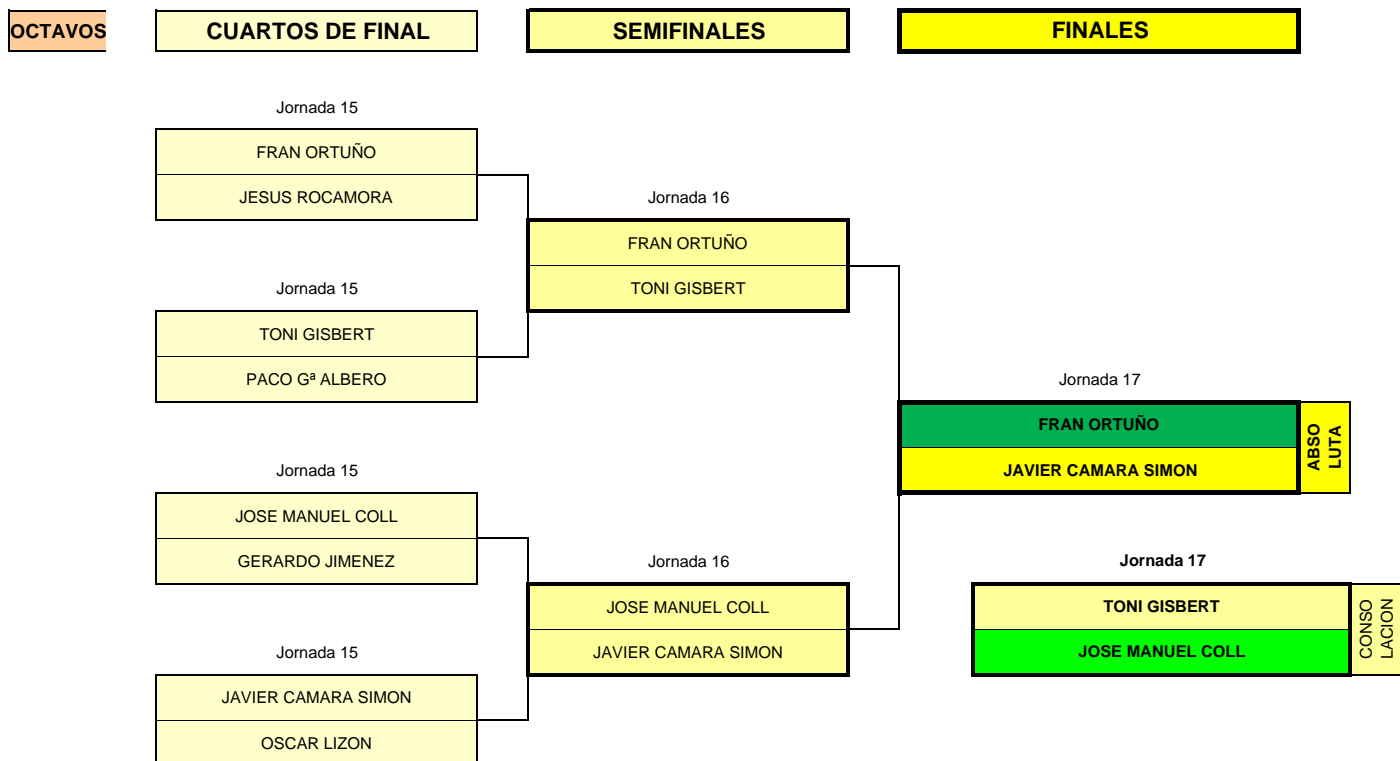 OCTAVOS
CUARTOS DE FINAL
SEMIFINALES
FINALES
Jornada 15
FRAN ORTUÑO
JESUS ROCAMORA
Jornada 15
TONI GISBERT
PACO Gª ALBERO
Jornada 15
JOSE MANUEL COLL
GERARDO JIMENEZ
Jornada 15
JAVIER CAMARA SIMON
OSCAR LIZON
Jornada 16
FRAN ORTUÑO
TONI GISBERT
Jornada 16
JOSE MANUEL COLL
JAVIER CAMARA SIMON
Jornada 17
FRAN ORTUÑO
JAVIER CAMARA SIMON
ABSO
LUTA
Jornada 17
TONI GISBERT
JOSE MANUEL COLL
CONSO
LACION